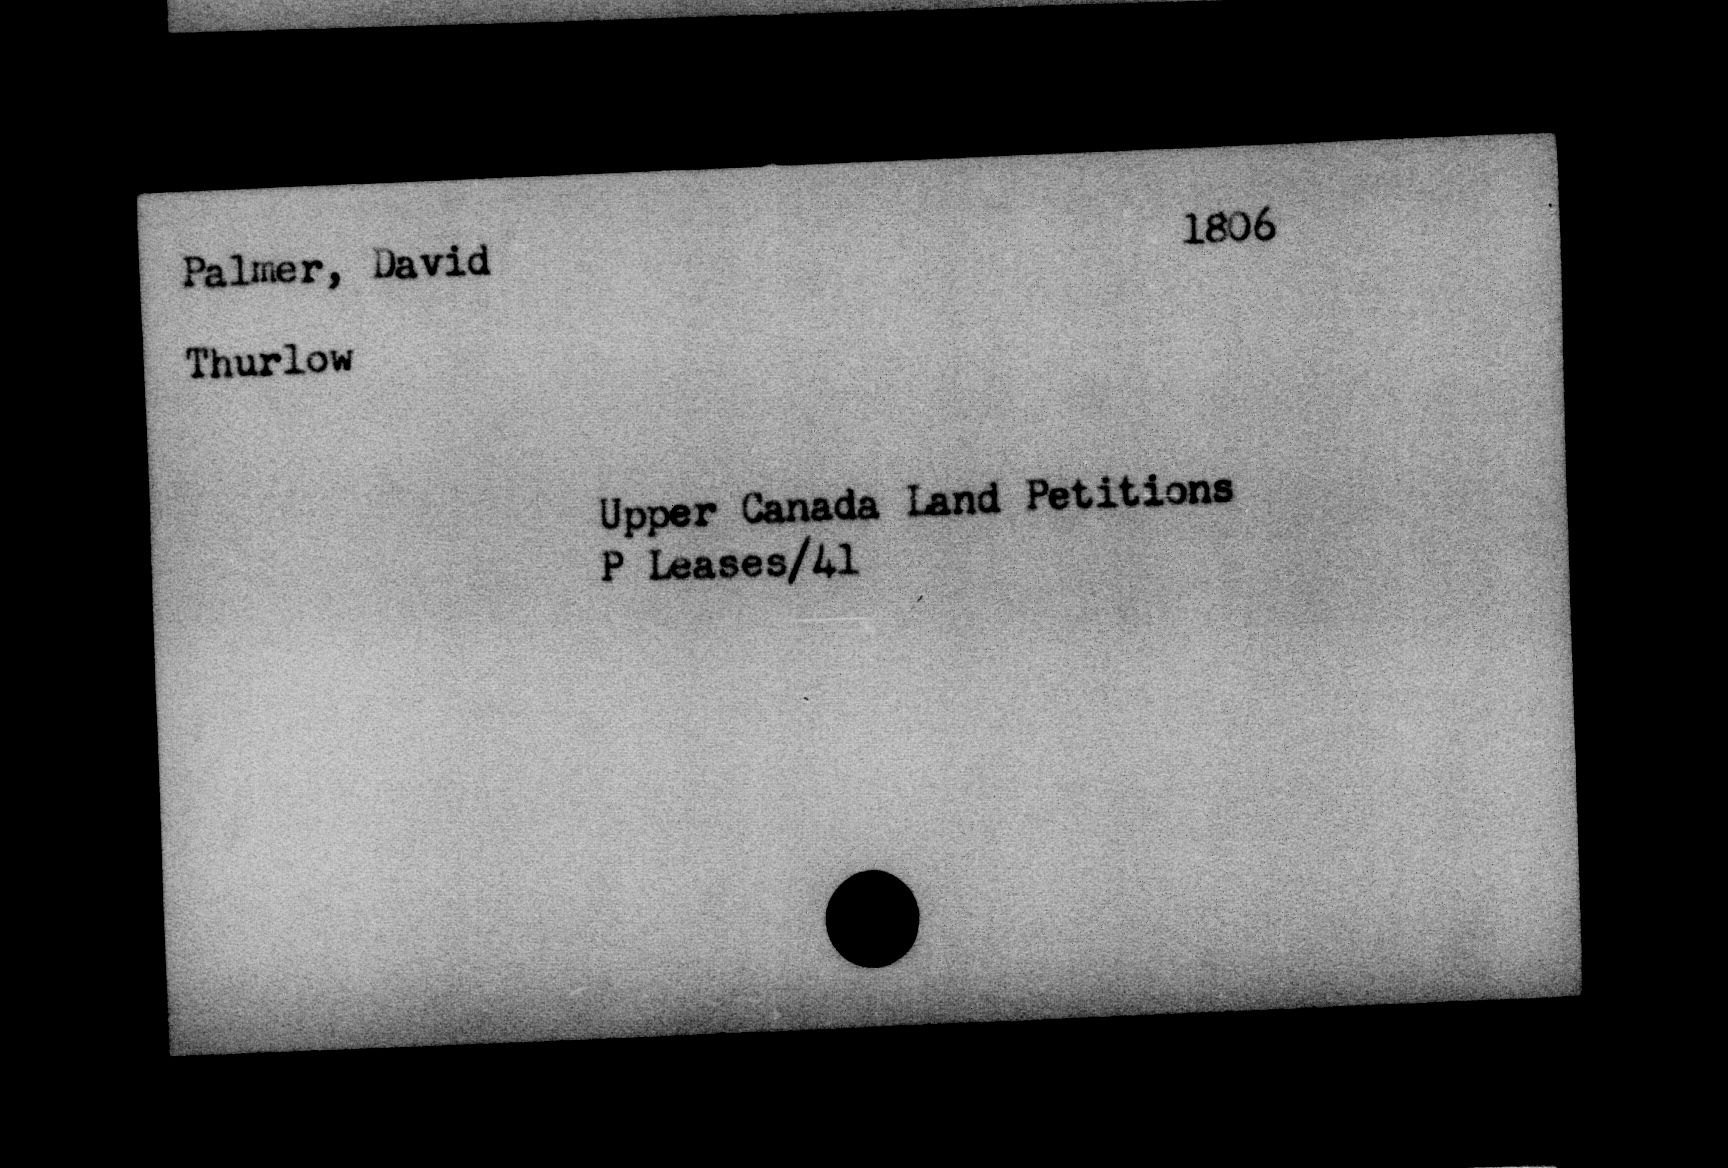 Palmer, David
1806
Thurlow
Upper Canada Land Petitions
P Leases/41